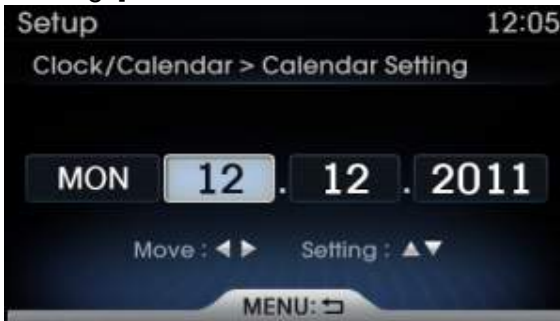 Setup 12:05
Clock/Calendar > Calendar Setting
MON 12 . 12 . 2011
Move : ◀ ▶ Setting : ▲▼
MENU: ⮌